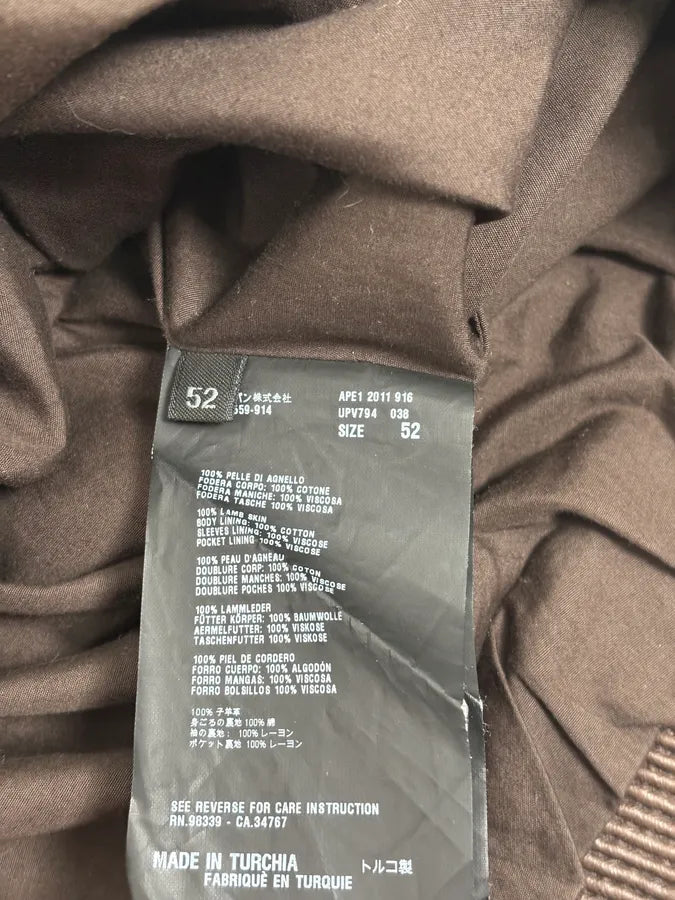 52
パン株式会社
559-914
APE1 2011 916
UPV794 038
SIZE 52
100% PELLE DI AGNELLO
FODERA CORPO: 100% COTONE
FODERA MANICHE: 100% VISCOSA
FODERA TASCHE 100% VISCOSA
100% LAMB SKIN
BODY LINING: 100% COTTON
SLEEVES LINING: 100% VISCOSE
POCKET LINING 100% VISCOSE
100% PEAU D'AGNEAU
DOUBLURE CORP: 100% COTON
DOUBLURE MANCHES: 100% VISCOSE
DOUBLURE POCHES 100% VISCOSE
100% LAMMLEDER
FÜTTER KÖRPER: 100% BAUMWOLLE
AERMELFUTTER: 100% VISKOSE
TASCHENFUTTER 100% VISKOSE
100% PIEL DE CORDERO
FORRO CUERPO: 100% ALGODÓN
FORRO MANGAS: 100% VISCOSA
FORRO BOLSILLOS 100% VISCOSA
100% 子羊革
身ごろの裏地 100% 綿
袖の裏地: 100% レーヨン
ポケット裏地 100% レーヨン
SEE REVERSE FOR CARE INSTRUCTION
RN.98339 - CA.34767
MADE IN TURCHIA トルコ製
FABRIQUÈ EN TURQUIE